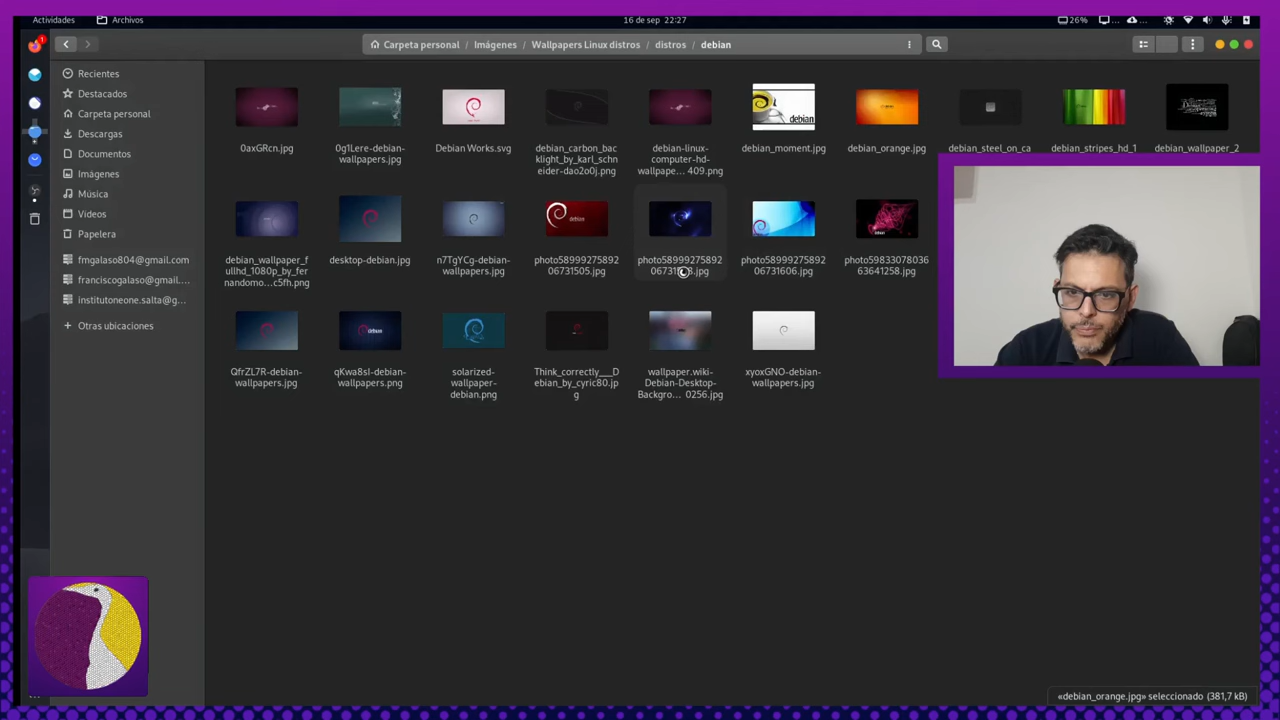 Actividades
Archivos
16 de sep 22:27
26%
Carpeta personal / Imágenes / Wallpapers Linux distros / distros / debian
Recientes
Destacados
Carpeta personal
Descargas
Documentos
Imágenes
Música
Vídeos
Papelera
fmgalaso804@gmail.com
franciscogalaso@gmail....
institutoneone.salta@g...
+ Otras ubicaciones
0axGRcn.jpg
0g1Lere-debian-
wallpapers.jpg
Debian Works.svg
debian_carbon_bac
klight_by_karl_schn
eider-dao2o0j.png
debian-linux-
computer-hd-
wallpape... 409.png
debian_moment.jpg
debian_orange.jpg
debian_steel_on_ca
debian_stripes_hd_1
debian_wallpaper_2
debian_wallpaper_f
ullhd_1080p_by_fer
nandomo...c5fh.png
desktop-debian.jpg
n7TgYCg-debian-
wallpapers.jpg
photo58999275892
06731505.jpg
photo58999275892
photo58999275892
06731606.jpg
photo59833078036
63641258.jpg
QfrZL7R-debian-
wallpapers.jpg
qKwa8sI-debian-
wallpapers.png
solarized-
wallpaper-
debian.png
Think_correctly___D
ebian_by_cyric80.jp
g
wallpaper.wiki-
Debian-Desktop-
Backgro... 0256.jpg
xyoxGNO-debian-
wallpapers.jpg
«debian_orange.jpg» seleccionado (381,7 kB)